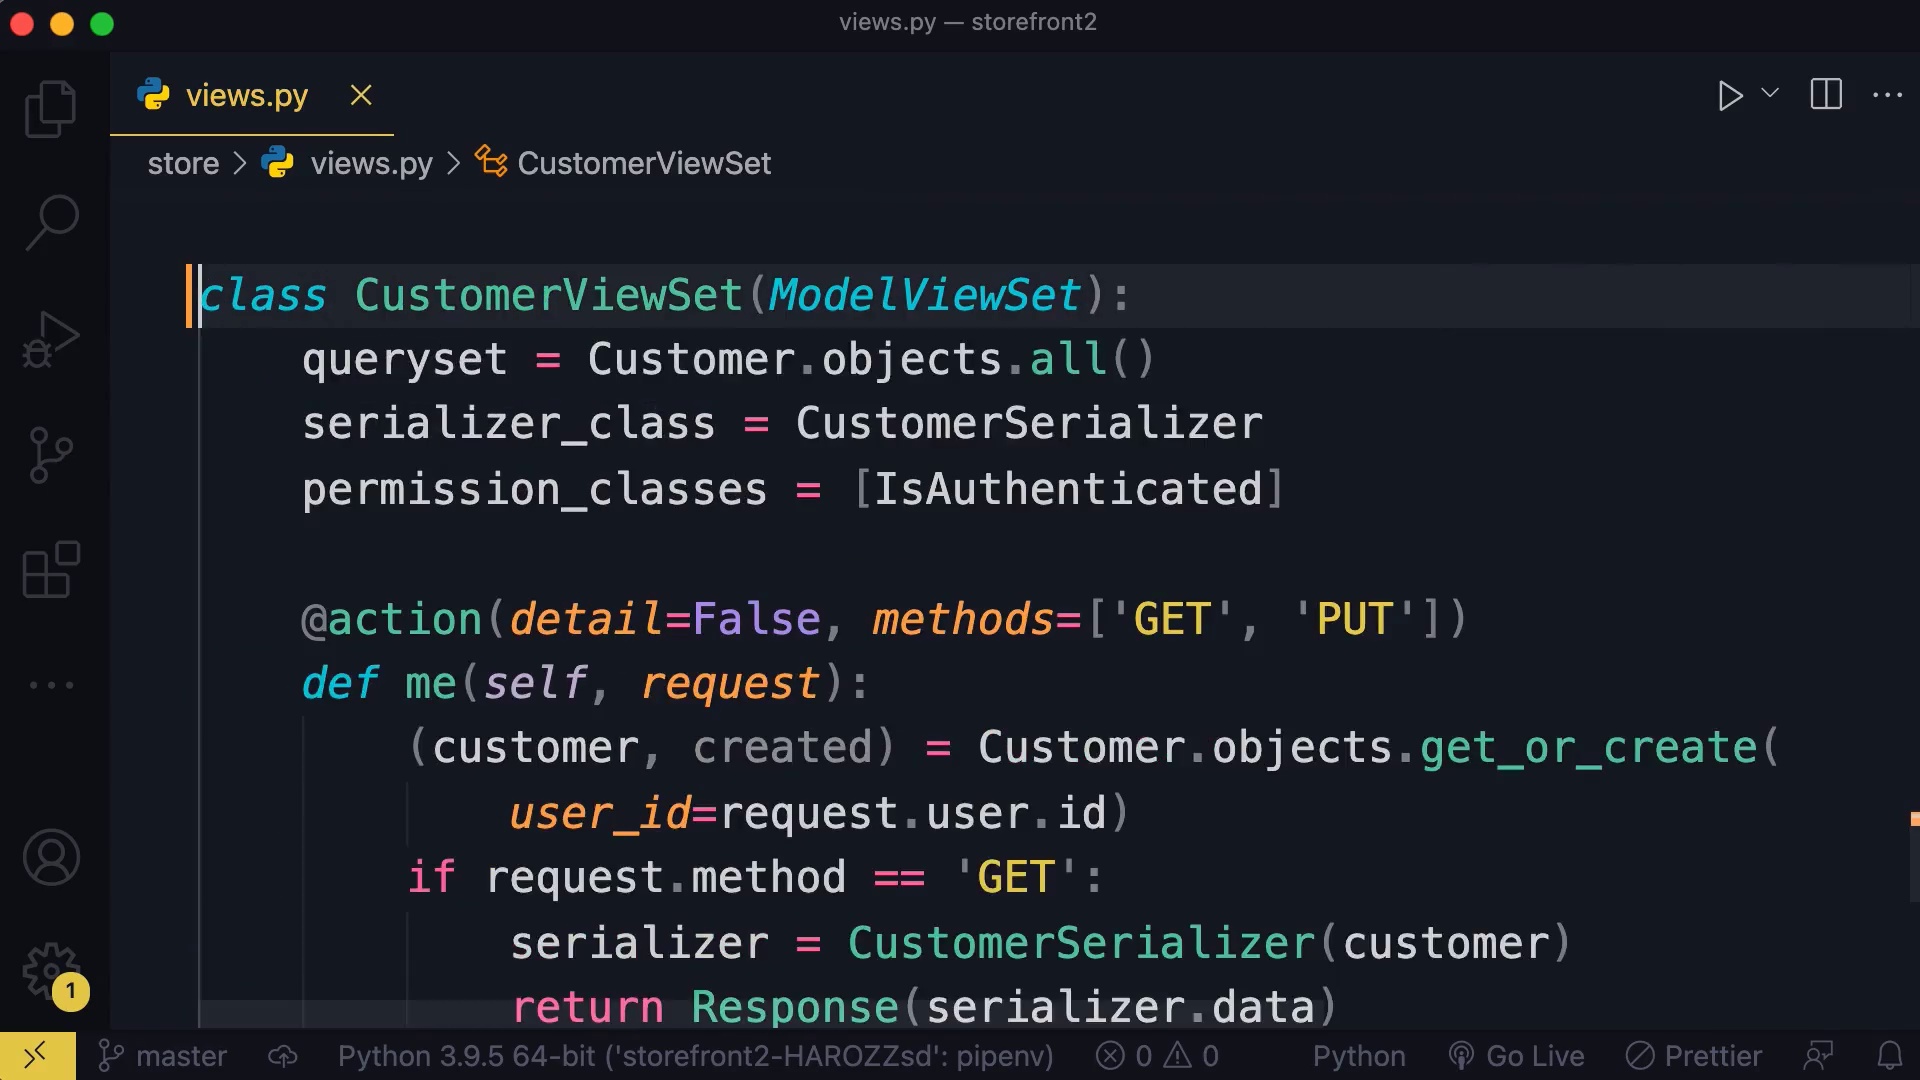 views.py — storefront2
views.py
store > views.py > CustomerViewSet
class CustomerViewSet(ModelViewSet):
    queryset = Customer.objects.all()
    serializer_class = CustomerSerializer
    permission_classes = [IsAuthenticated]
    @action(detail=False, methods=['GET', 'PUT'])
    def me(self, request):
        (customer, created) = Customer.objects.get_or_create(
            user_id=request.user.id)
        if request.method == 'GET':
            serializer = CustomerSerializer(customer)
            return Response(serializer.data)
1
master Python 3.9.5 64-bit ('storefront2-HAROZZsd': pipenv) 0 0 Python Go Live Prettier